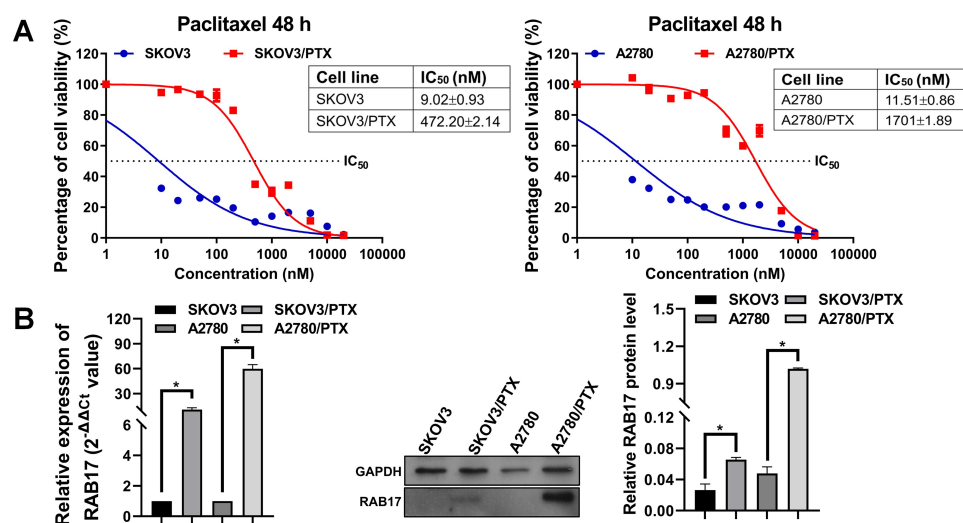 A
Paclitaxel 48 h
SKOV3 SKOV3/PTX
Percentage of cell viability (%)
120
100
80
60
40
20
0
1 10 100 1000 10000 100000
Concentration (nM)
IC50
Cell line IC50 (nM)
SKOV3 9.02±0.93
SKOV3/PTX 472.20±2.14
Paclitaxel 48 h
A2780 A2780/PTX
Percentage of cell viability (%)
120
100
80
60
40
20
0
1 10 100 1000 10000 100000
Concentration (nM)
IC50
Cell line IC50 (nM)
A2780 11.51±0.86
A2780/PTX 1701±1.89
B
SKOV3 SKOV3/PTX
A2780 A2780/PTX
Relative expression of
RAB17 (2-ΔΔCt value)
120
90
60
30
6
4
2
0
*
*
SKOV3
SKOV3/PTX
A2780
A2780/PTX
GAPDH
RAB17
SKOV3 SKOV3/PTX
A2780 A2780/PTX
Relative RAB17 protein level
1.5
1.2
0.9
0.12
0.08
0.04
0.00
*
*